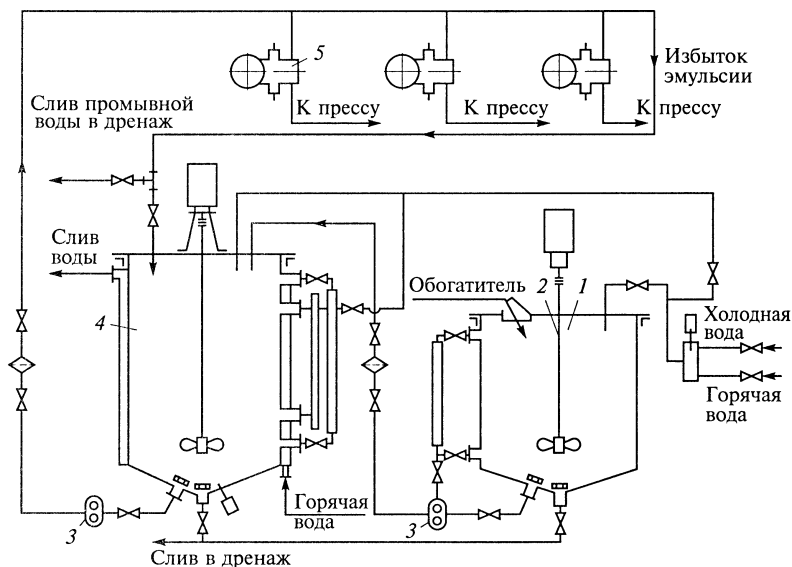 5
Избыток
эмульсии
К прессу
К прессу
К прессу
Слив промывной
воды в дренаж
Слив
воды
4
Обогатитель
2
1
Холодная
вода
Горячая
вода
Горячая
вода
3
3
Слив в дренаж